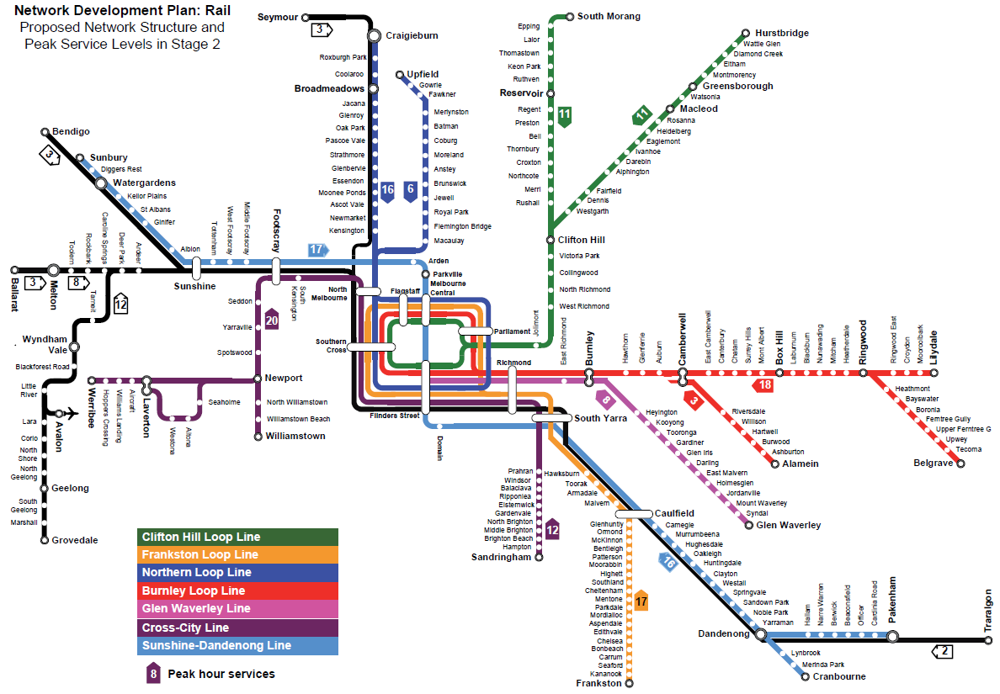 Network Development Plan: Rail
Proposed Network Structure and
Peak Service Levels in Stage 2
Seymour
3
Craigieburn
Roxburgh Park
Coolaroo
Broadmeadows
Jacana
Glenroy
Oak Park
Pascoe Vale
Strathmore
Glenbervie
Essendon
Moonee Ponds
Ascot Vale
Newmarket
Kensington
16
6
Upfield
Gowrie
Fawkner
Merlynston
Batman
Coburg
Moreland
Anstey
Brunswick
Jewell
Royal Park
Flemington Bridge
Macaulay
South Morang
Epping
Lalor
Thomastown
Keon Park
Ruthven
Reservoir
Regent
Preston
Bell
Thornbury
Croxton
Northcote
Merri
Rushall
11
Hurstbridge
Wattle Glen
Diamond Creek
Eltham
Montmorency
Greensborough
Watsonia
Macleod
Rosanna
Heidelberg
Eaglemont
Ivanhoe
Darebin
Alphington
Fairfield
Dennis
Westgarth
11
Clifton Hill
Victoria Park
Collingwood
North Richmond
West Richmond
Jolimont
Bendigo
3
Sunbury
Diggers Rest
Watergardens
Keilor Plains
St Albans
Ginifer
Albion
Tottenham
West Footscray
Middle Footscray
Footscray
17
Arden
Parkville
Melbourne
Central
Flagstaff
Parliament
North
Melbourne
Southern
Cross
Flinders Street
Richmond
Domain
South Yarra
Ballarat
3
Melton
8
Toolern
Rockbank
Caroline Springs
Deer Park
Ardeer
Sunshine
Tarneit
12
Wyndham
Vale
Blackforest Road
Little
River
Lara
Corio
North
Shore
North
Geelong
Geelong
South
Geelong
Marshall
Grovedale
Avalon
South
Kensington
Seddon
20
Yarraville
Spotswood
Newport
North Williamstown
Williamstown Beach
Williamstown
Seaholme
Altona
Westona
Laverton
Aircraft
Williams Landing
Hoppers Crossing
Werribee
East Richmond
Burnley
Hawthorn
Glenferrie
Auburn
Camberwell
East Camberwell
Canterbury
Chatam
Surrey Hills
Mont Albert
Box Hill
Laburnum
Blackburn
Nunawading
Mitcham
Heatherdale
Ringwood
Ringwood East
Croydon
Mooroolbark
Lilydale
18
Heathmont
Bayswater
Boronia
Ferntree Gully
Upper Ferntree G
Upwey
Tecoma
Belgrave
3
Riversdale
Willison
Hartwell
Burwood
Ashburton
Alamein
8
Heyington
Kooyong
Tooronga
Gardiner
Glen Iris
Darling
East Malvern
Holmesglen
Jordanville
Mount Waverley
Syndal
Glen Waverley
Prahran
Windsor
Balaclava
Ripponlea
Elsternwick
Gardenvale
North Brighton
Middle Brighton
Brighton Beach
Hampton
Sandringham
12
Hawksburn
Toorak
Armadale
Malvern
Caulfield
Glenhuntly
Ormond
McKinnon
Bentleigh
Patterson
Moorabbin
Highett
Southland
Cheltenham
Mentone
Parkdale
Mordialloc
Aspendale
Edithvale
Chelsea
Bonbeach
Carrum
Seaford
Kananook
Frankston
17
Carnegie
Murrumbeena
Hughesdale
Oakleigh
Huntingdale
Clayton
Westall
Springvale
Sandown Park
Noble Park
Yarraman
16
Dandenong
Hallam
Narre Warren
Berwick
Beaconsfield
Officer
Cardinia Road
Pakenham
Traralgon
2
Lynbrook
Merinda Park
Cranbourne
Clifton Hill Loop Line
Frankston Loop Line
Northern Loop Line
Burnley Loop Line
Glen Waverley Line
Cross-City Line
Sunshine-Dandenong Line
8 Peak hour services